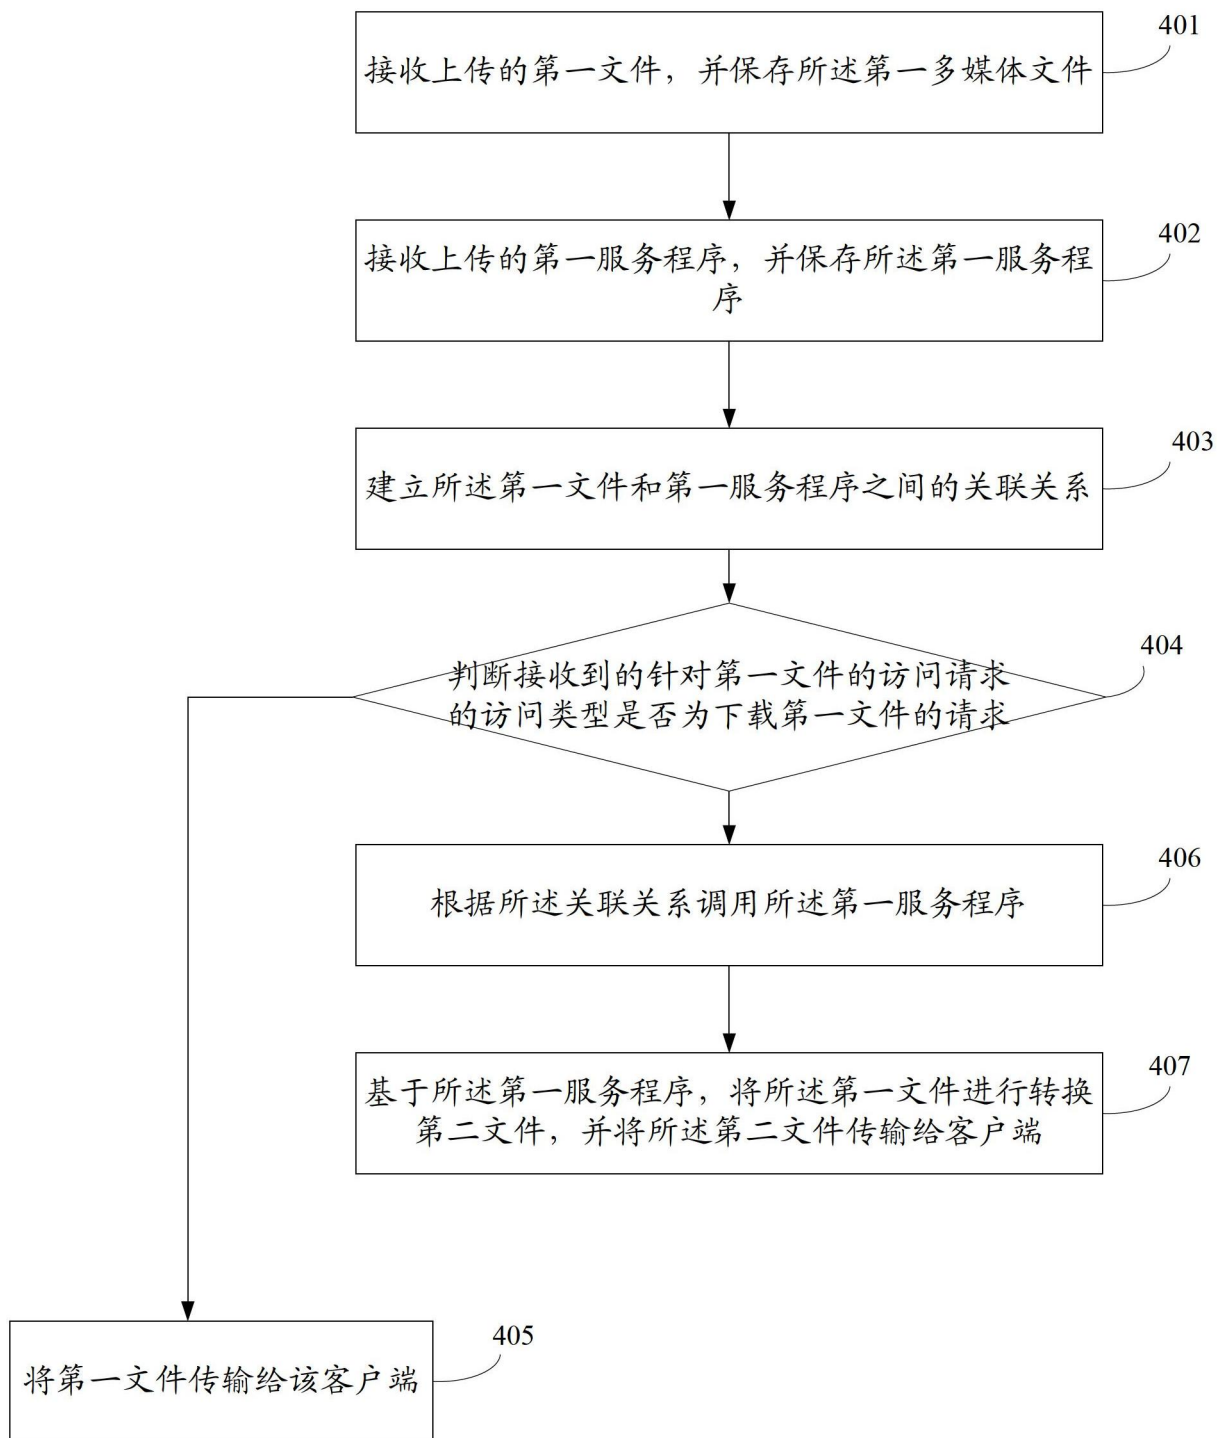 接收上传的第一文件，并保存所述第一多媒体文件
401
接收上传的第一服务程序，并保存所述第一服务程
序
402
建立所述第一文件和第一服务程序之间的关联关系
403
判断接收到的针对第一文件的访问请求
的访问类型是否为下载第一文件的请求
404
根据所述关联关系调用所述第一服务程序
406
基于所述第一服务程序，将所述第一文件进行转换
第二文件，并将所述第二文件传输给客户端
407
将第一文件传输给该客户端
405